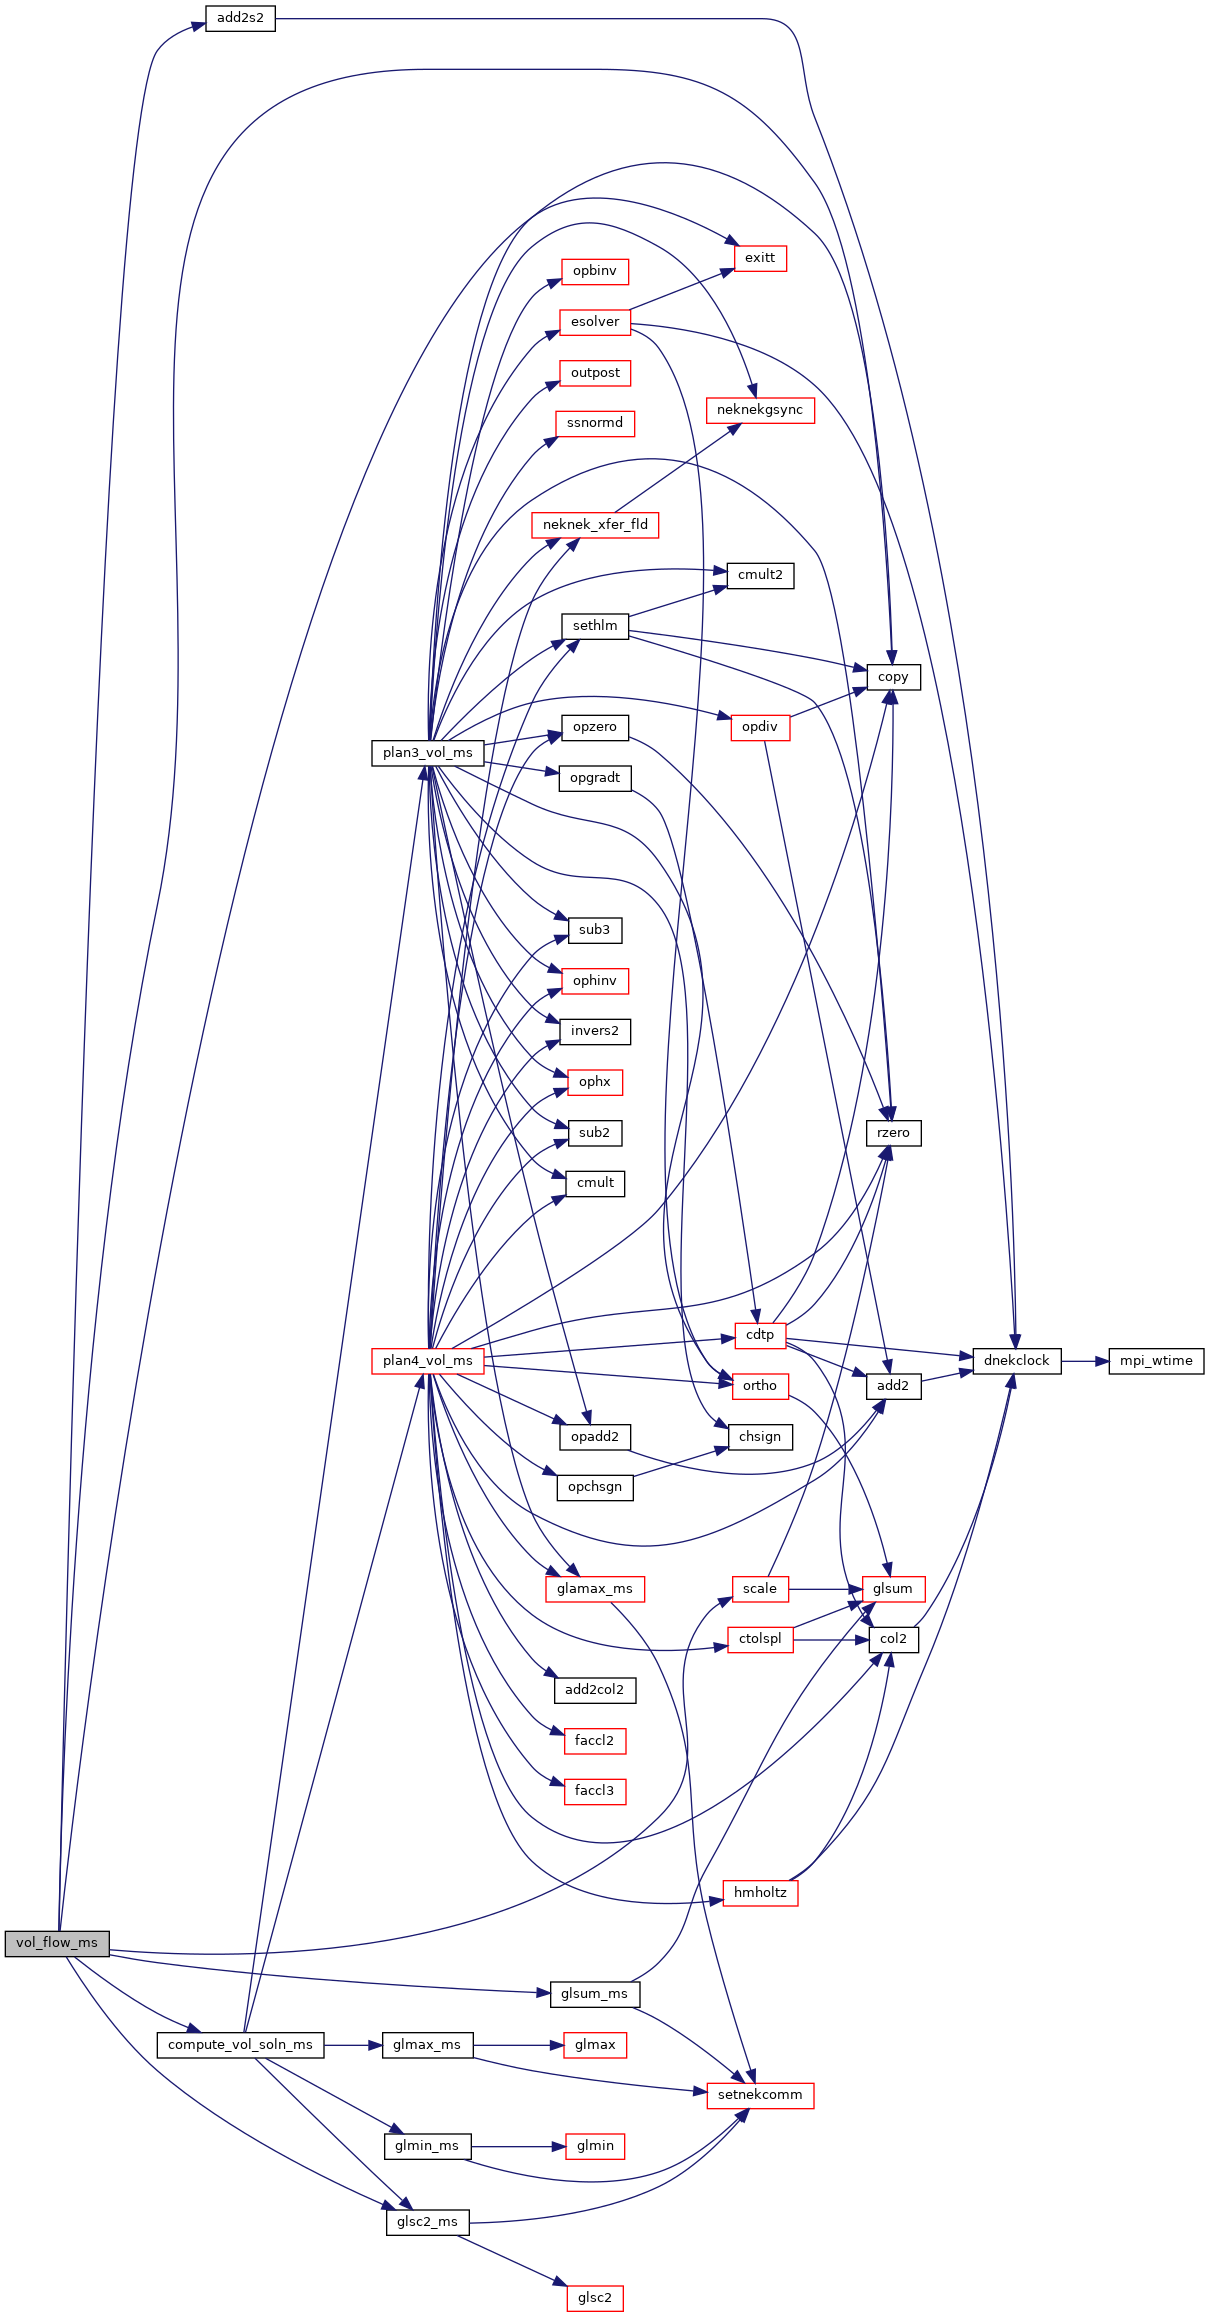 add2s2
exitt
opbinv
esolver
outpost
neknekgsync
ssnormd
neknek_xfer_fld
cmult2
sethlm
copy
opzero
opdiv
plan3_vol_ms
opgradt
sub3
ophinv
invers2
ophx
sub2
rzero
cmult
cdtp
plan4_vol_ms
dnekclock
mpi_wtime
ortho
add2
opadd2
chsign
opchsgn
glamax_ms
scale
glsum
ctolspl
col2
add2col2
faccl2
faccl3
hmholtz
vol_flow_ms
glsum_ms
compute_vol_soln_ms
glmax_ms
glmax
setnekcomm
glmin_ms
glmin
glsc2_ms
glsc2